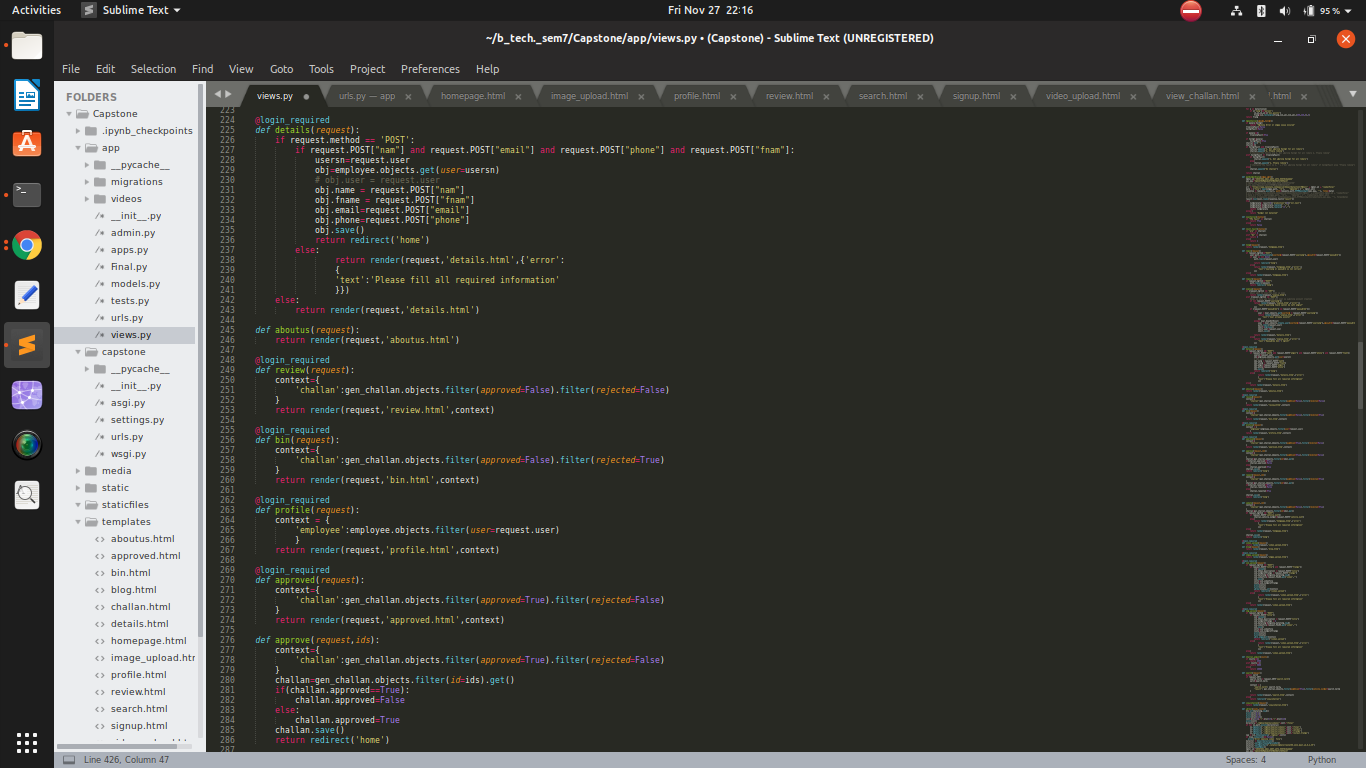 Activities Sublime Text Fri Nov 27 22:16 95 %
~/b_tech._sem7/Capstone/app/views.py • (Capstone) - Sublime Text (UNREGISTERED)
File Edit Selection Find View Goto Tools Project Preferences Help
FOLDERS
Capstone
.ipynb_checkpoints
app
__pycache__
migrations
videos
__init__.py
admin.py
apps.py
Final.py
models.py
tests.py
urls.py
views.py
capstone
__pycache__
__init__.py
asgi.py
settings.py
urls.py
wsgi.py
media
static
staticfiles
templates
aboutus.html
approved.html
bin.html
blog.html
challan.html
details.html
homepage.html
image_upload.htr
profile.html
review.html
search.html
signup.html
views.py urls.py — app homepage.html image_upload.html profile.html review.html search.html signup.html video_upload.html view_challan.html '.html
223
224 @login_required
225 def details(request):
226 if request.method == 'POST':
227 if request.POST["nam"] and request.POST["email"] and request.POST["phone"] and request.POST["fnam"]:
228 usersn=request.user
229 obj=employee.objects.get(user=usersn)
230 # obj.user = request.user
231 obj.name = request.POST["nam"]
232 obj.fname = request.POST["fnam"]
233 obj.email=request.POST["email"]
234 obj.phone=request.POST["phone"]
235 obj.save()
236 return redirect('home')
237 else:
238 return render(request,'details.html',{'error':
239 {
240 'text':'Please fill all required information'
241 }})
242 else:
243 return render(request,'details.html')
244
245 def aboutus(request):
246 return render(request,'aboutus.html')
247
248 @login_required
249 def review(request):
250 context={
251 'challan':gen_challan.objects.filter(approved=False).filter(rejected=False)
252 }
253 return render(request,'review.html',context)
254
255 @login_required
256 def bin(request):
257 context={
258 'challan':gen_challan.objects.filter(approved=False).filter(rejected=True)
259 }
260 return render(request,'bin.html',context)
261
262 @login_required
263 def profile(request):
264 context = {
265 'employee':employee.objects.filter(user=request.user)
266 }
267 return render(request,'profile.html',context)
268
269 @login_required
270 def approved(request):
271 context={
272 'challan':gen_challan.objects.filter(approved=True).filter(rejected=False)
273 }
274 return render(request,'approved.html',context)
275
276 def approve(request,ids):
277 context={
278 'challan':gen_challan.objects.filter(approved=True).filter(rejected=False)
279 }
280 challan=gen_challan.objects.filter(id=ids).get()
281 if(challan.approved==True):
282 challan.approved=False
283 else:
284 challan.approved=True
285 challan.save()
286 return redirect('home')
287
Line 426, Column 47 Spaces: 4 Python